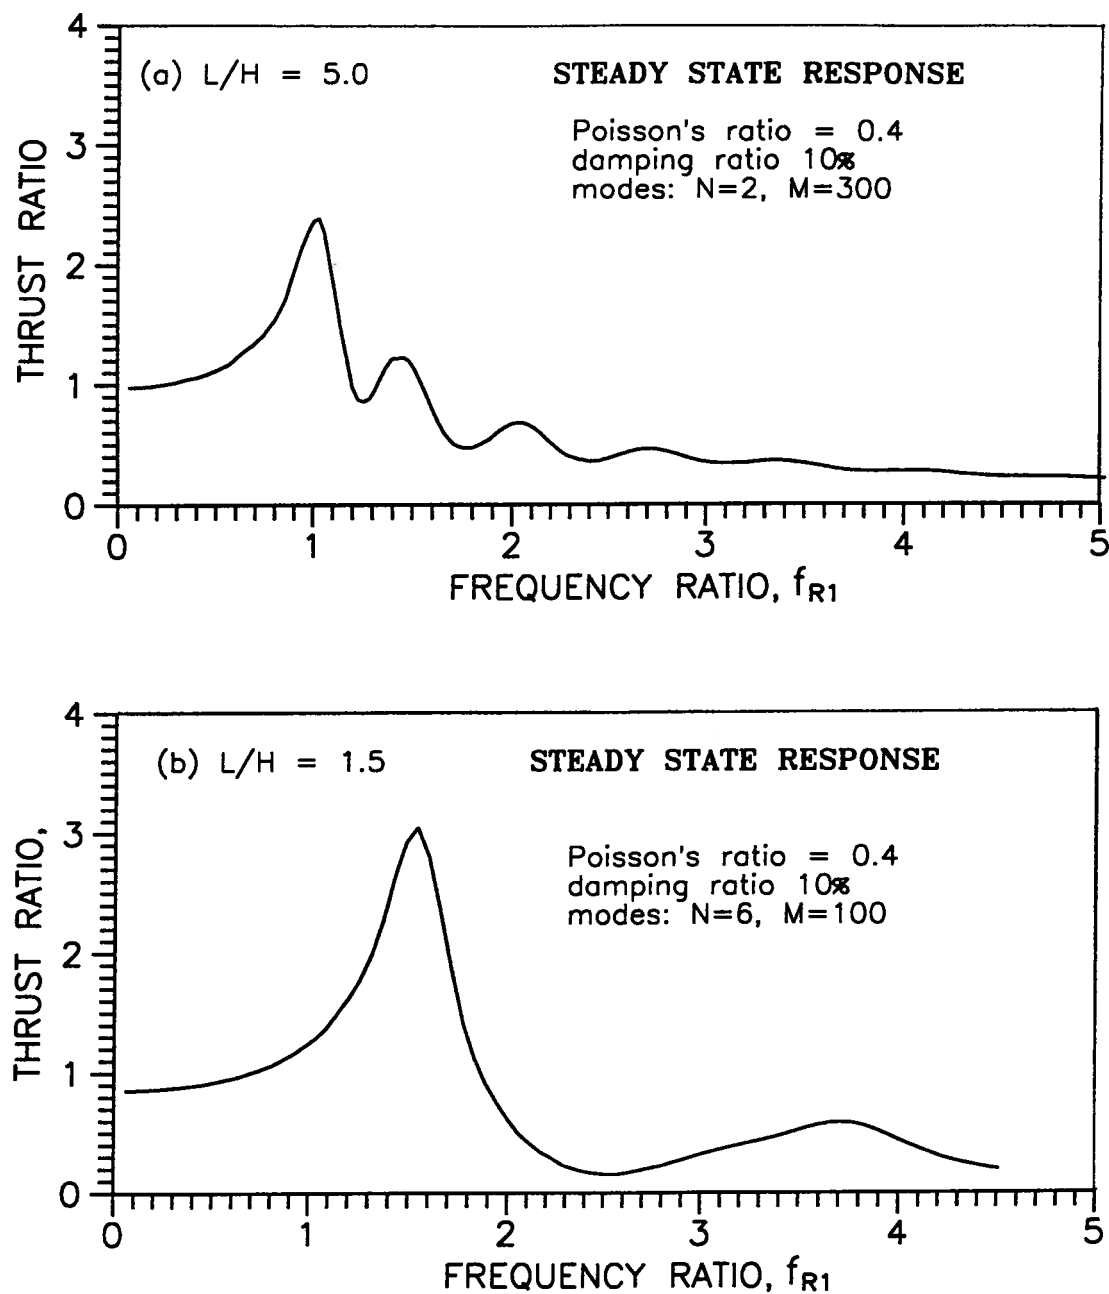 (a) L/H = 5.0
STEADY STATE RESPONSE
Poisson's ratio = 0.4
damping ratio 10%
modes: N=2, M=300
THRUST RATIO
4
3
2
1
0
0 1 2 3 4 5
FREQUENCY RATIO, fR1
(b) L/H = 1.5
STEADY STATE RESPONSE
Poisson's ratio = 0.4
damping ratio 10%
modes: N=6, M=100
THRUST RATIO,
4
3
2
1
0
0 1 2 3 4 5
FREQUENCY RATIO, fR1